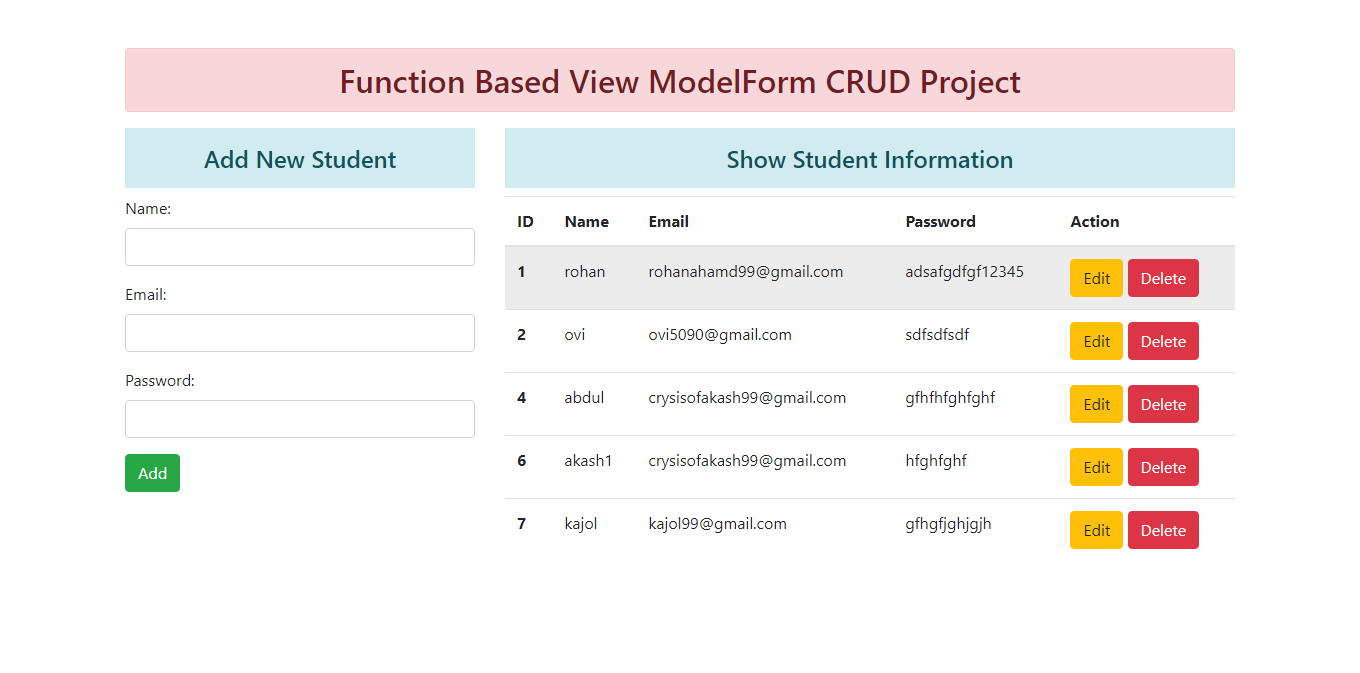 Function Based View ModelForm CRUD Project
Add New Student
Name:
Email:
Password:
Add
Show Student Information
ID Name Email Password Action
1 rohan rohanahamd99@gmail.com adsafgdfgf12345 Edit Delete
2 ovi ovi5090@gmail.com sdfsdfsdf Edit Delete
4 abdul crysisofakash99@gmail.com gfhfhfghfghf Edit Delete
6 akash1 crysisofakash99@gmail.com hfghfghf Edit Delete
7 kajol kajol99@gmail.com gfhgfjghjgjh Edit Delete